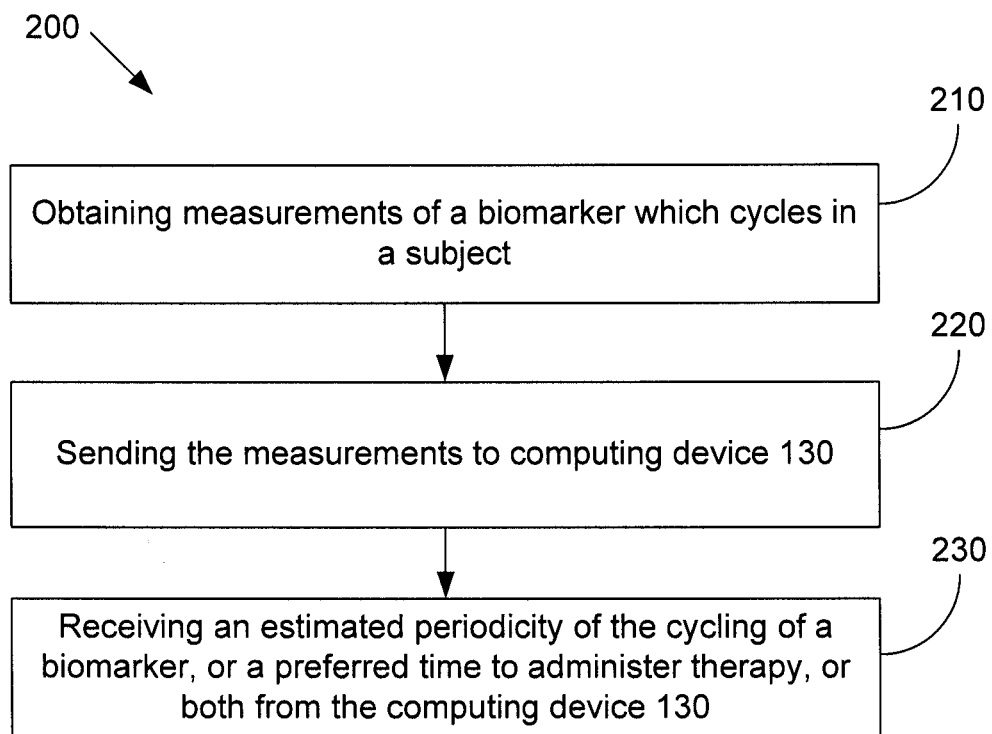 200
210
Obtaining measurements of a biomarker which cycles in
a subject
220
Sending the measurements to computing device 130
230
Receiving an estimated periodicity of the cycling of a
biomarker, or a preferred time to administer therapy, or
both from the computing device 130